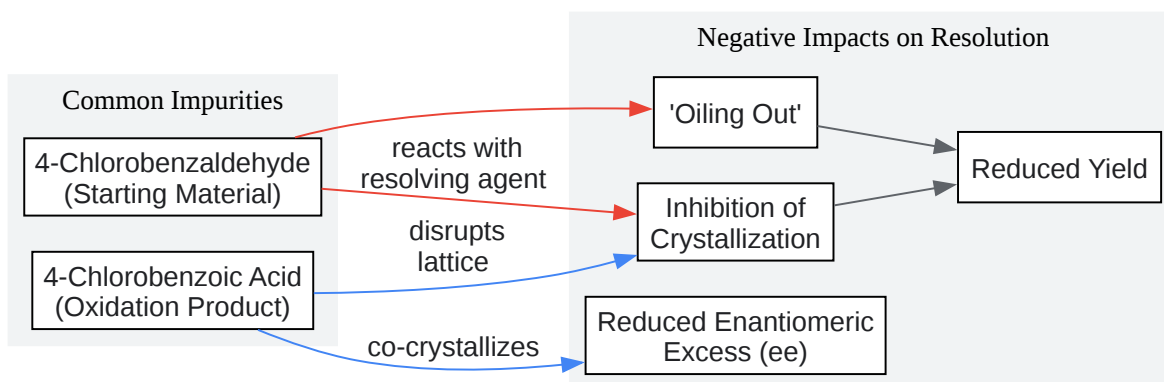 Common Impurities
4-Chlorobenzaldehyde
(Starting Material)
4-Chlorobenzoic Acid
(Oxidation Product)
reacts with
resolving agent
disrupts
lattice
co-crystallizes
Negative Impacts on Resolution
'Oiling Out'
Inhibition of
Crystallization
Reduced Enantiomeric
Excess (ee)
Reduced Yield